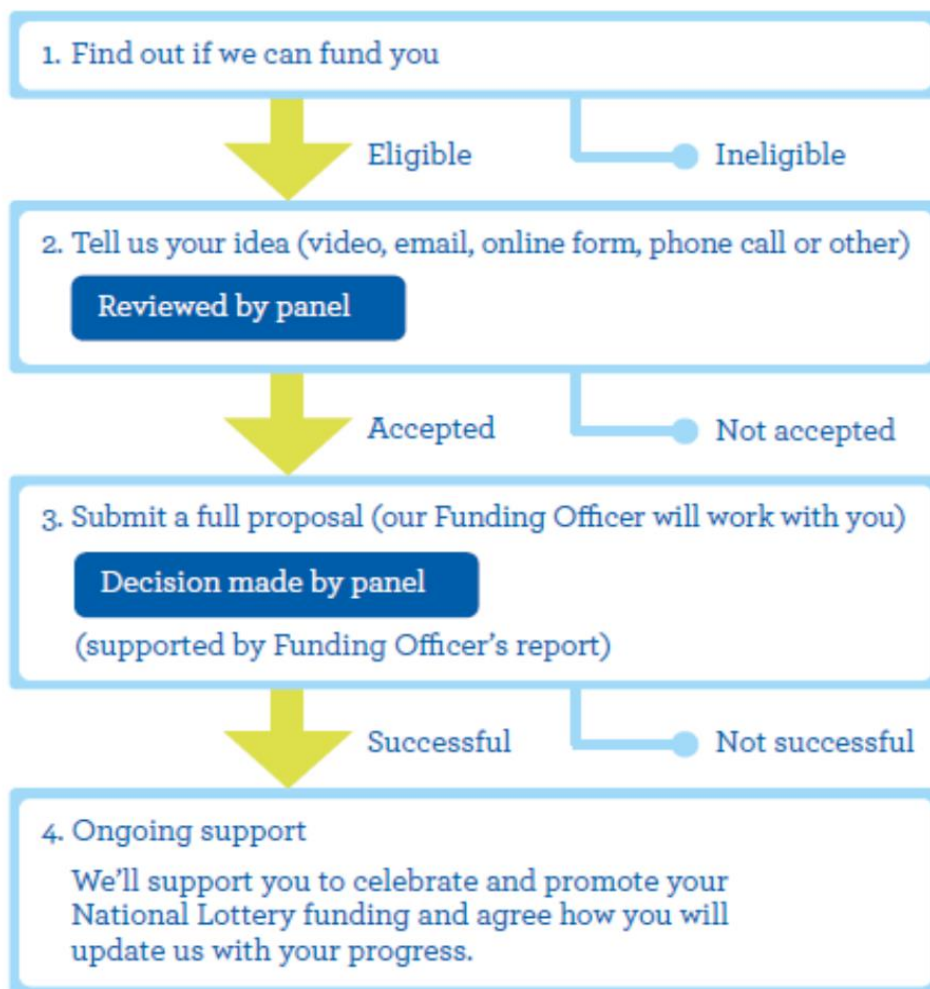 1. Find out if we can fund you
Eligible
Ineligible
2. Tell us your idea (video, email, online form, phone call or other)
Reviewed by panel
Accepted
Not accepted
3. Submit a full proposal (our Funding Officer will work with you)
Decision made by panel
(supported by Funding Officer’s report)
Successful
Not successful
4. Ongoing support
We’ll support you to celebrate and promote your
National Lottery funding and agree how you will
update us with your progress.